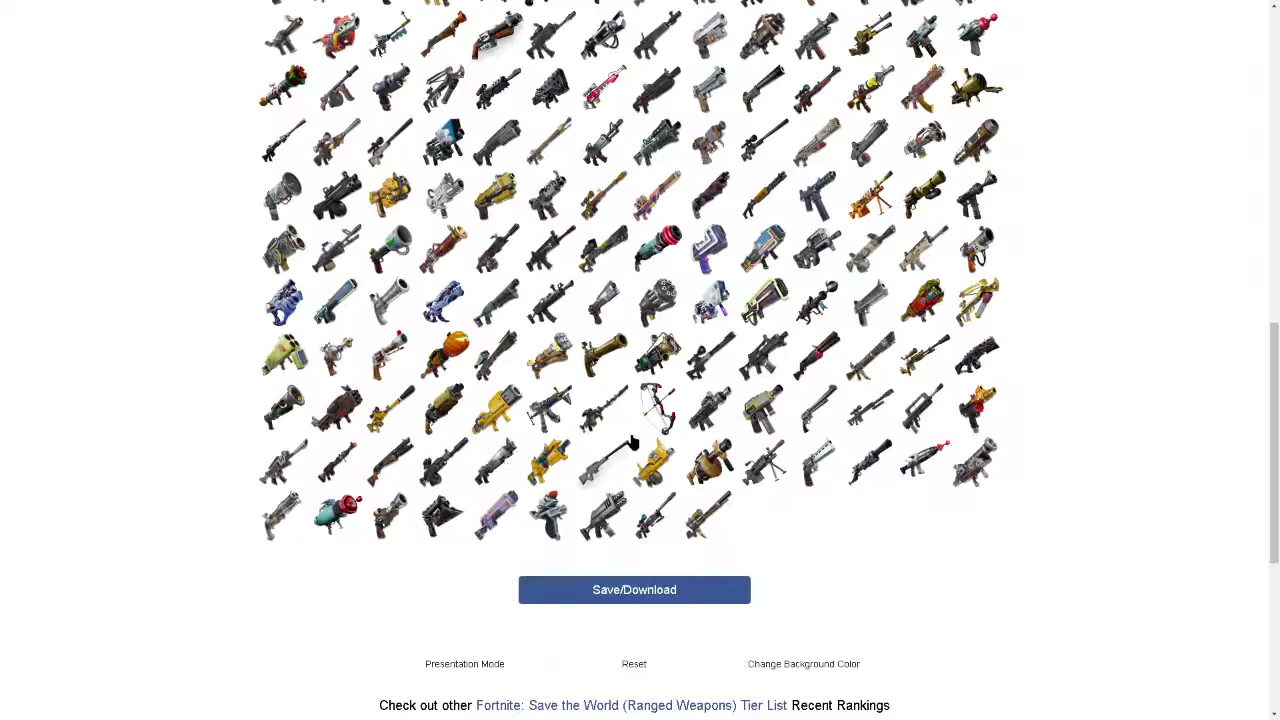 Save/Download
Presentation Mode Reset Change Background Color
Check out other Fortnite: Save the World (Ranged Weapons) Tier List Recent Rankings